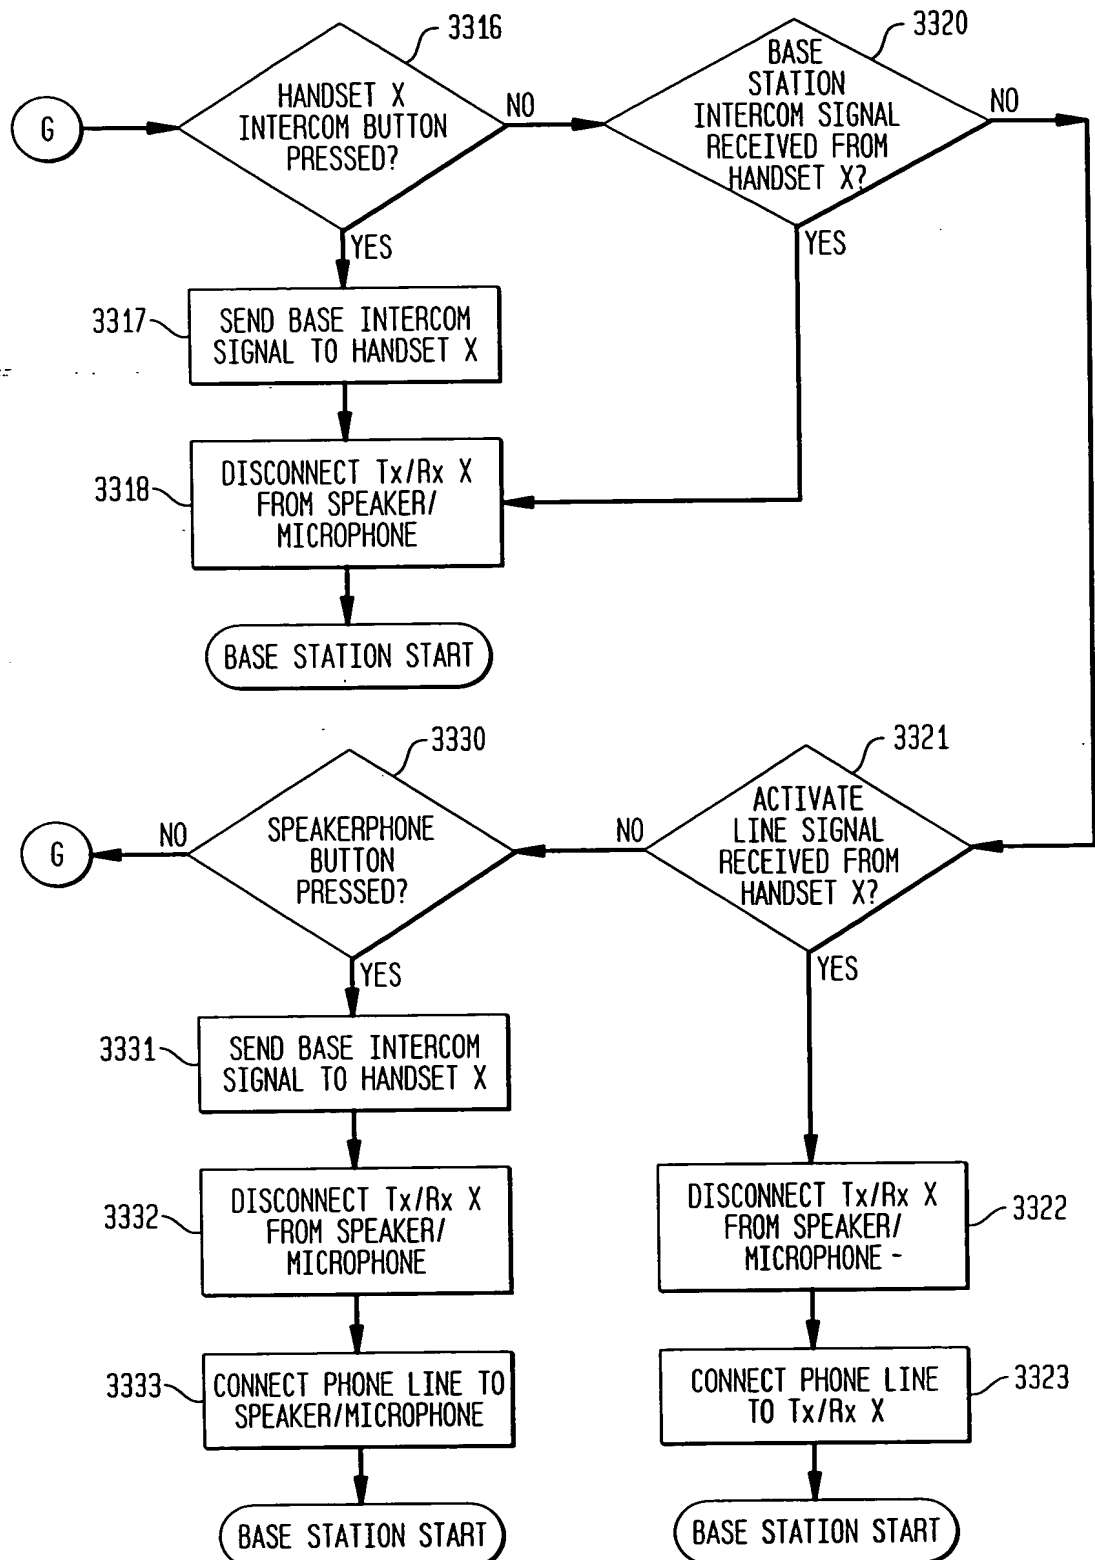 3316
3320
G
HANDSET X
INTERCOM BUTTON
PRESSED?
NO
BASE
STATION
INTERCOM SIGNAL
RECEIVED FROM
HANDSET X?
NO
YES
YES
3317
SEND BASE INTERCOM
SIGNAL TO HANDSET X
3318
DISCONNECT Tx/Rx X
FROM SPEAKER/
MICROPHONE
BASE STATION START
3330
3321
G
NO
SPEAKERPHONE
BUTTON
PRESSED?
NO
ACTIVATE
LINE SIGNAL
RECEIVED FROM
HANDSET X?
YES
YES
3331
SEND BASE INTERCOM
SIGNAL TO HANDSET X
3332
DISCONNECT Tx/Rx X
FROM SPEAKER/
MICROPHONE
DISCONNECT Tx/Rx X
FROM SPEAKER/
MICROPHONE -
3322
3333
CONNECT PHONE LINE TO
SPEAKER/MICROPHONE
CONNECT PHONE LINE
TO Tx/Rx X
3323
BASE STATION START
BASE STATION START